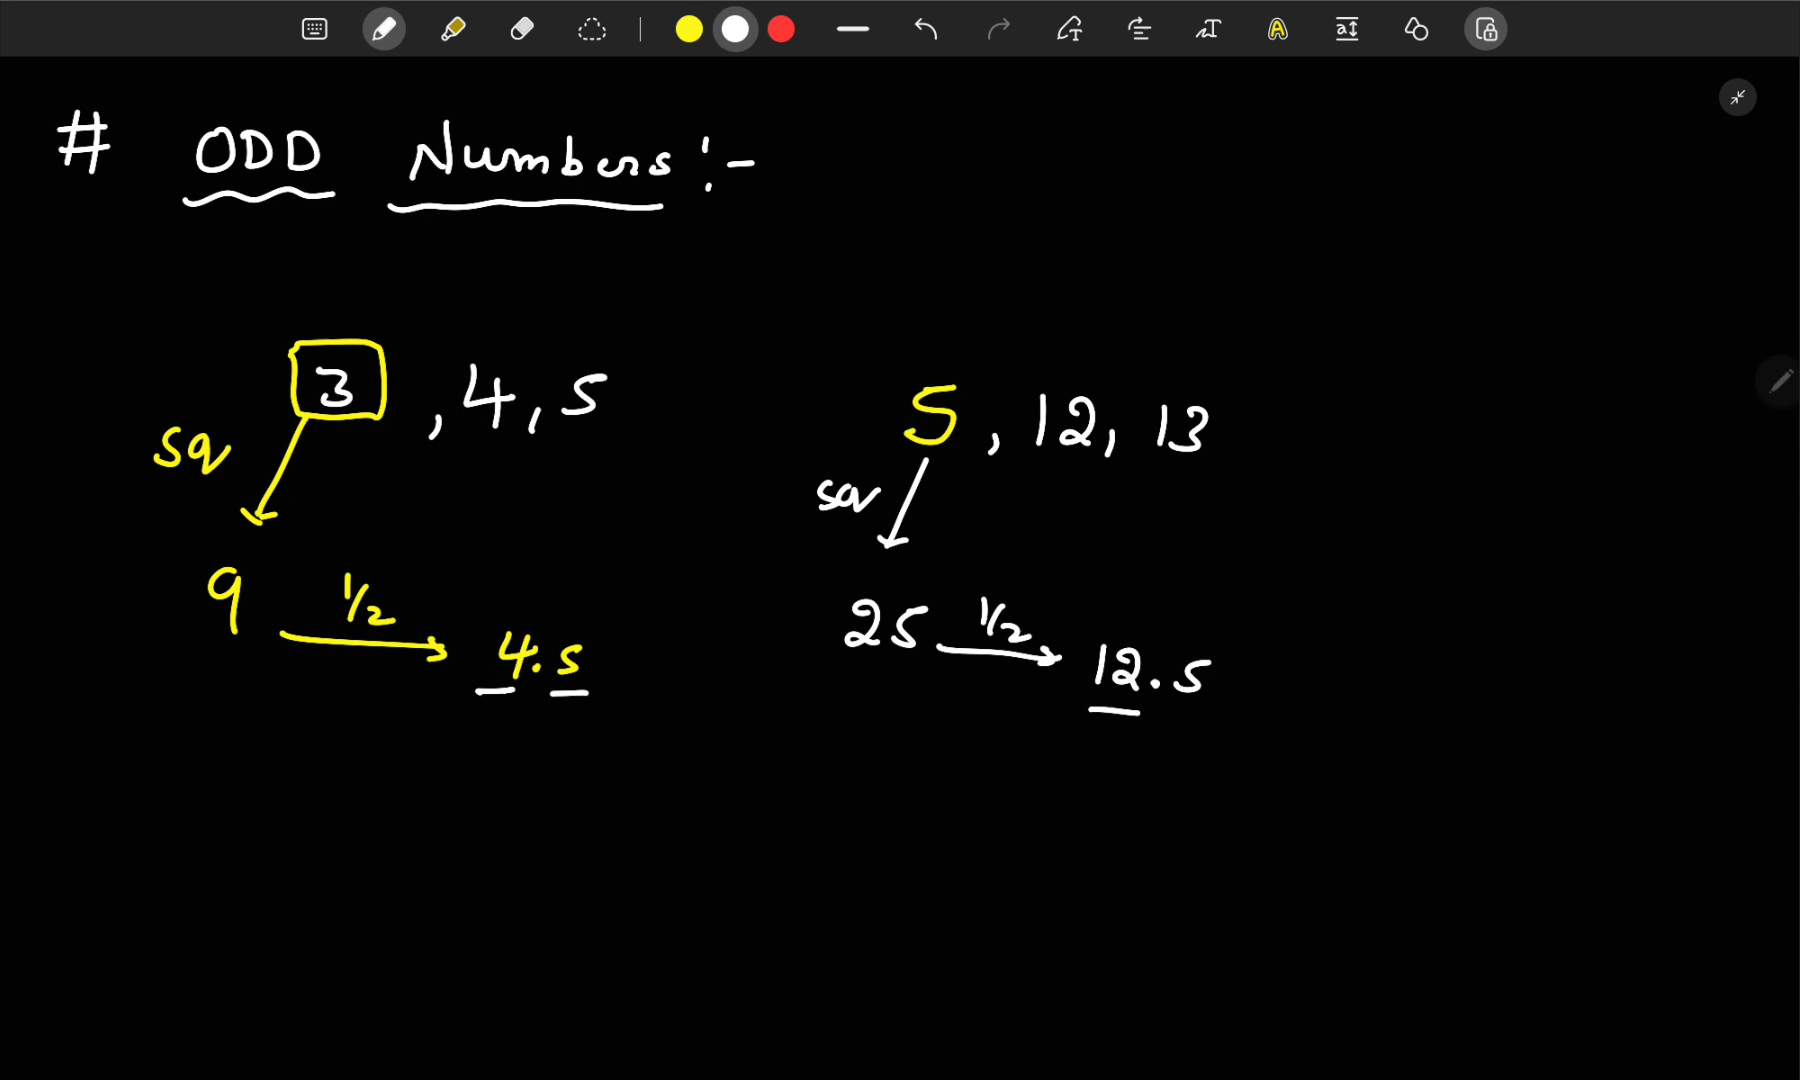 # ODD Numbers :-
3 , 4 , 5
5 , 12 , 13
sq
sq
9 1/2 4.5
25 1/2 12.5